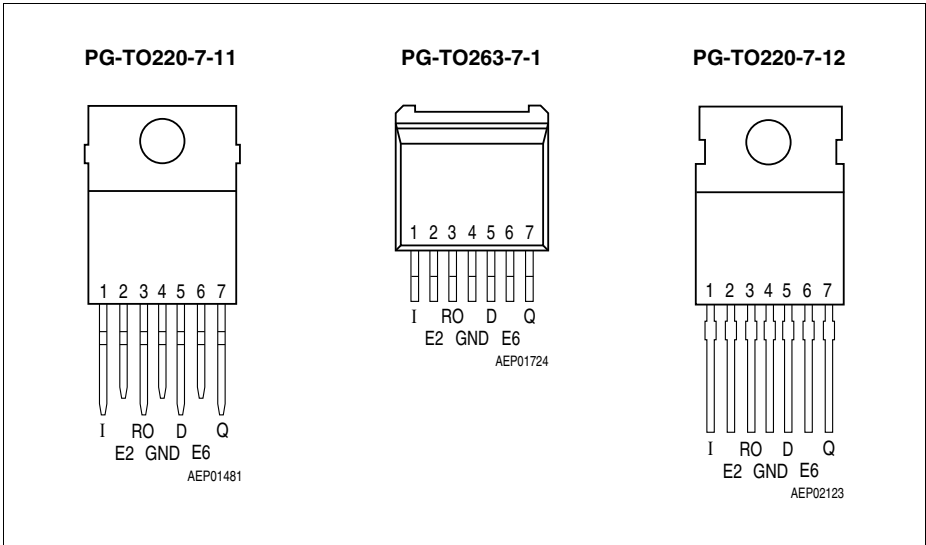 PG-TO220-7-11
PG-TO263-7-1
PG-TO220-7-12
1 2 3 4 5 6 7
I RO D Q
E2 GND E6
AEP01481
1 2 3 4 5 6 7
I RO D Q
E2 GND E6
AEP01724
1 2 3 4 5 6 7
I RO D Q
E2 GND E6
AEP02123